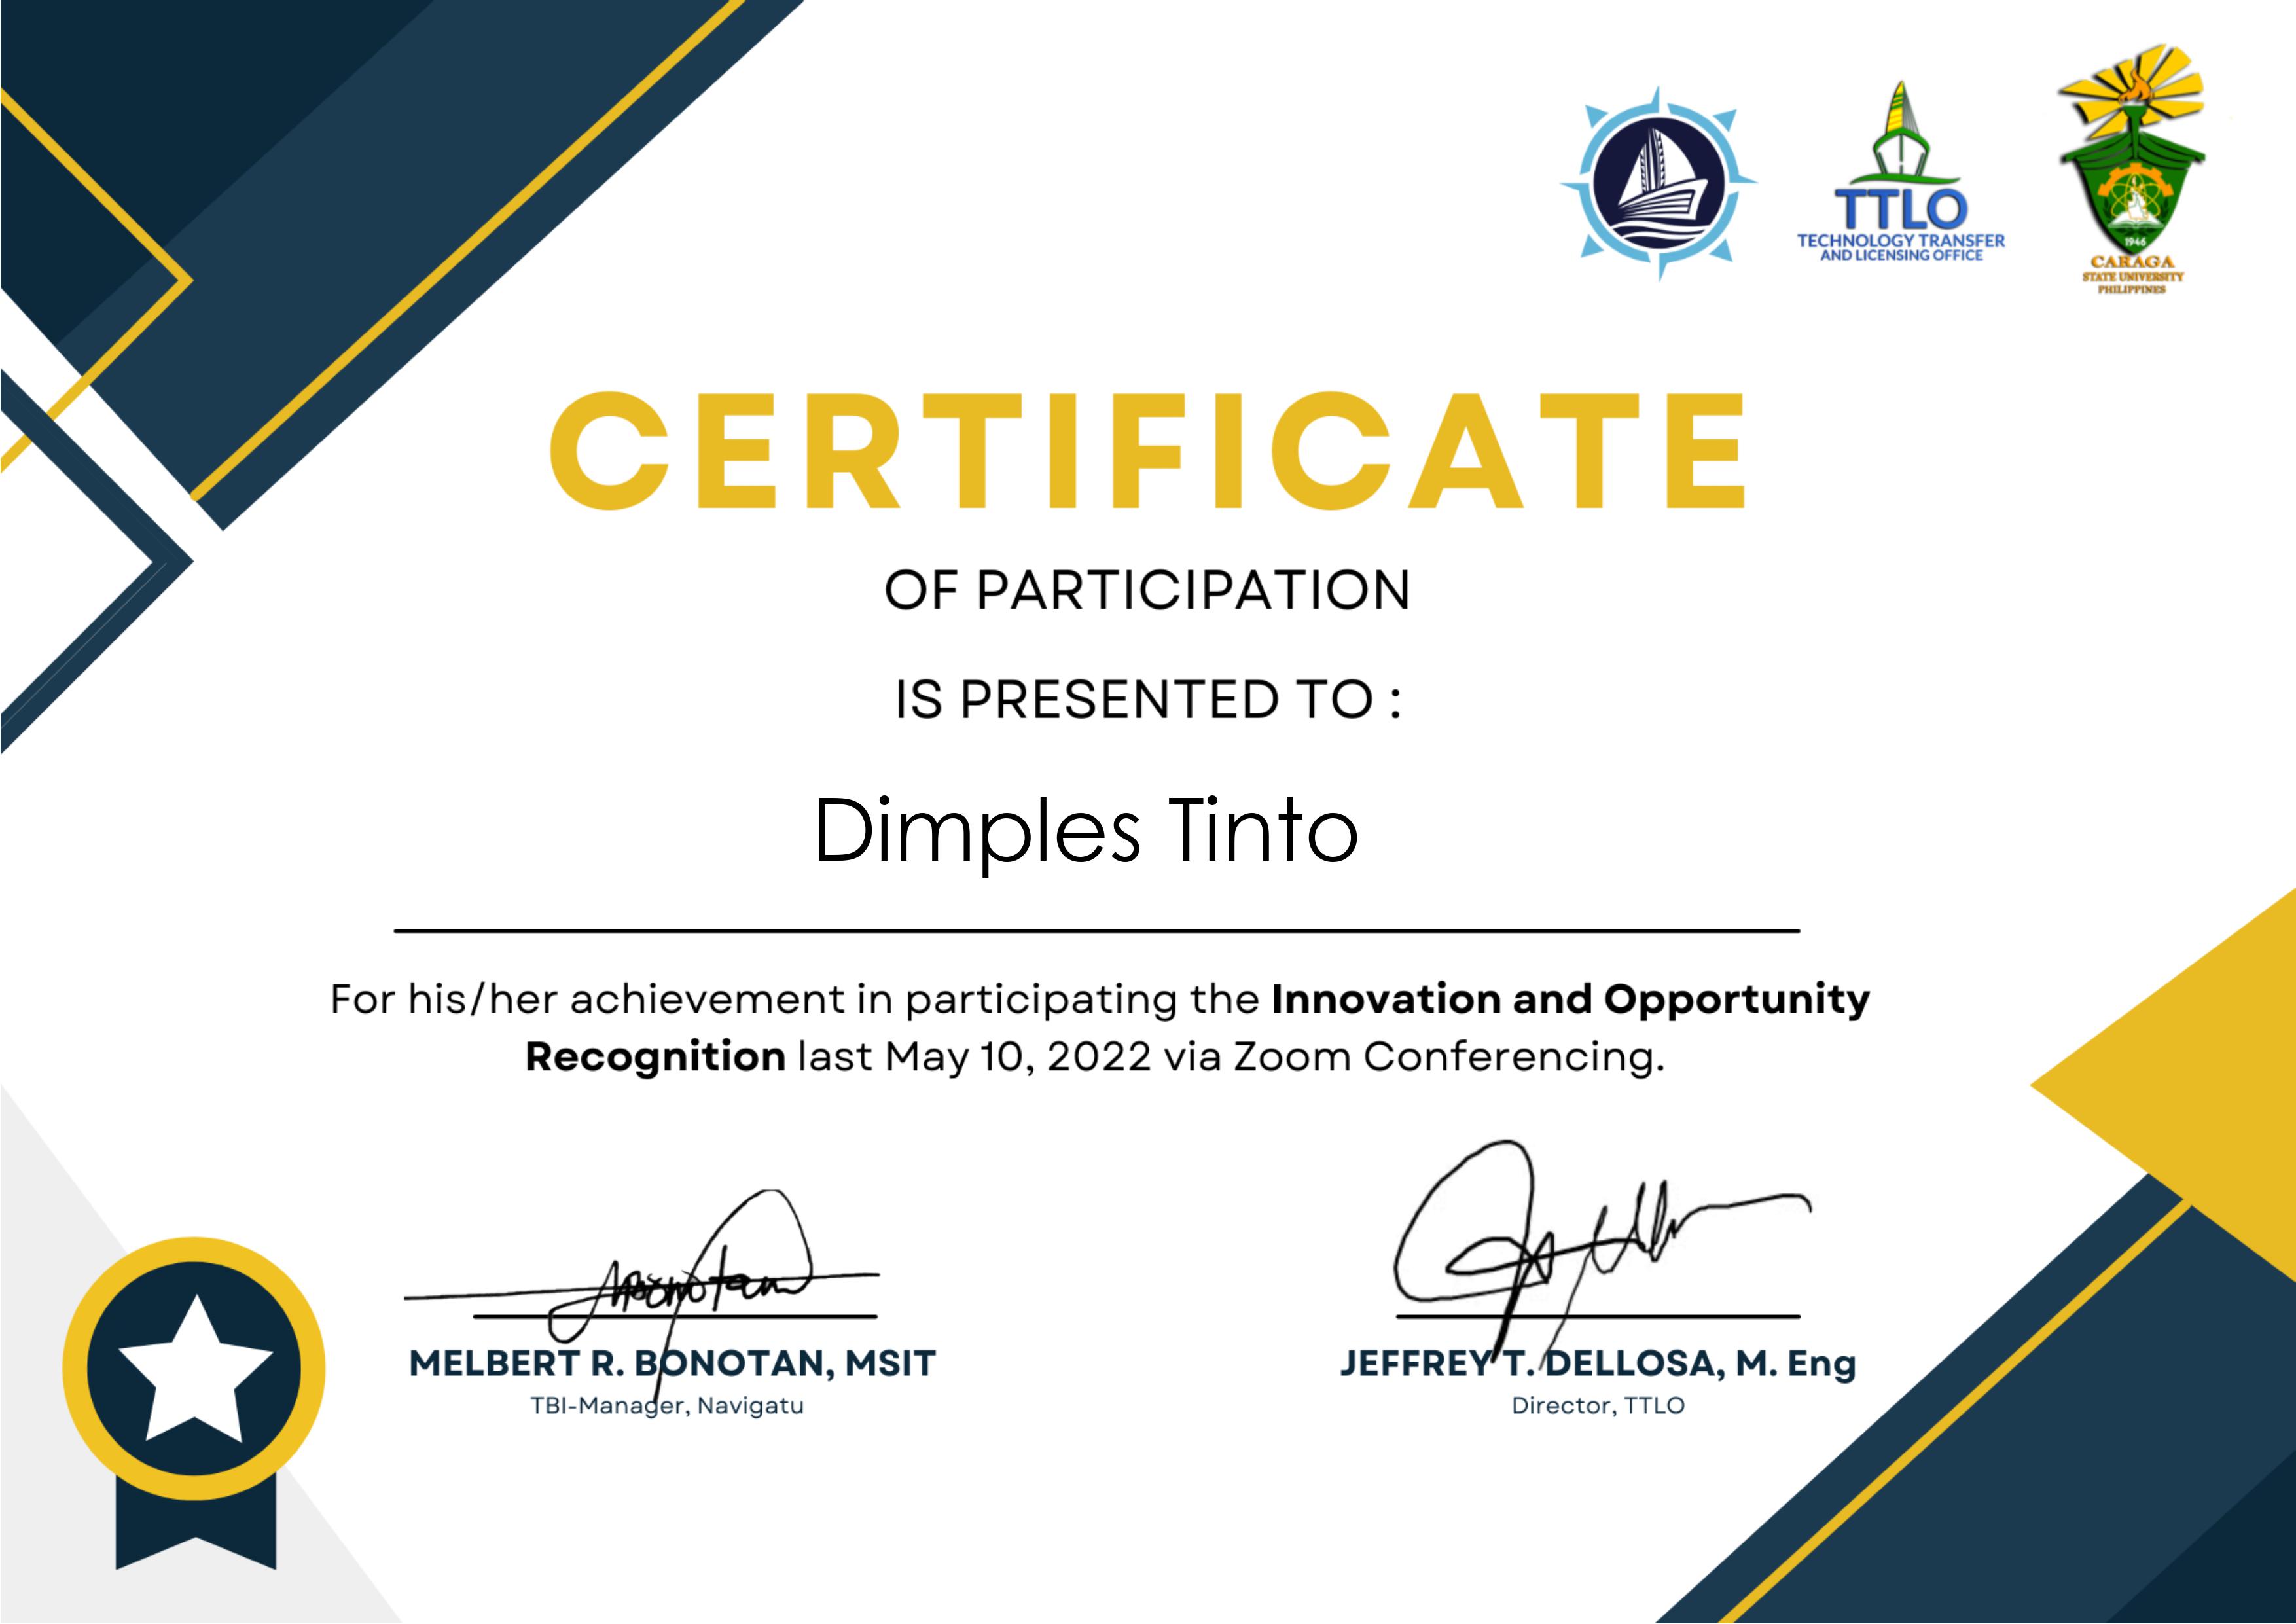 TTLO
TECHNOLOGY TRANSFER
AND LICENSING OFFICE
1946
CARAGA
STATE UNIVERSITY
PHILIPPINES
CERTIFICATE
OF PARTICIPATION
IS PRESENTED TO :
Dimples Tinto
For his/her achievement in participating the Innovation and Opportunity
Recognition last May 10, 2022 via Zoom Conferencing.
MELBERT R. BONOTAN, MSIT
TBI-Manager, Navigatu
JEFFREY T. DELLOSA, M. Eng
Director, TTLO